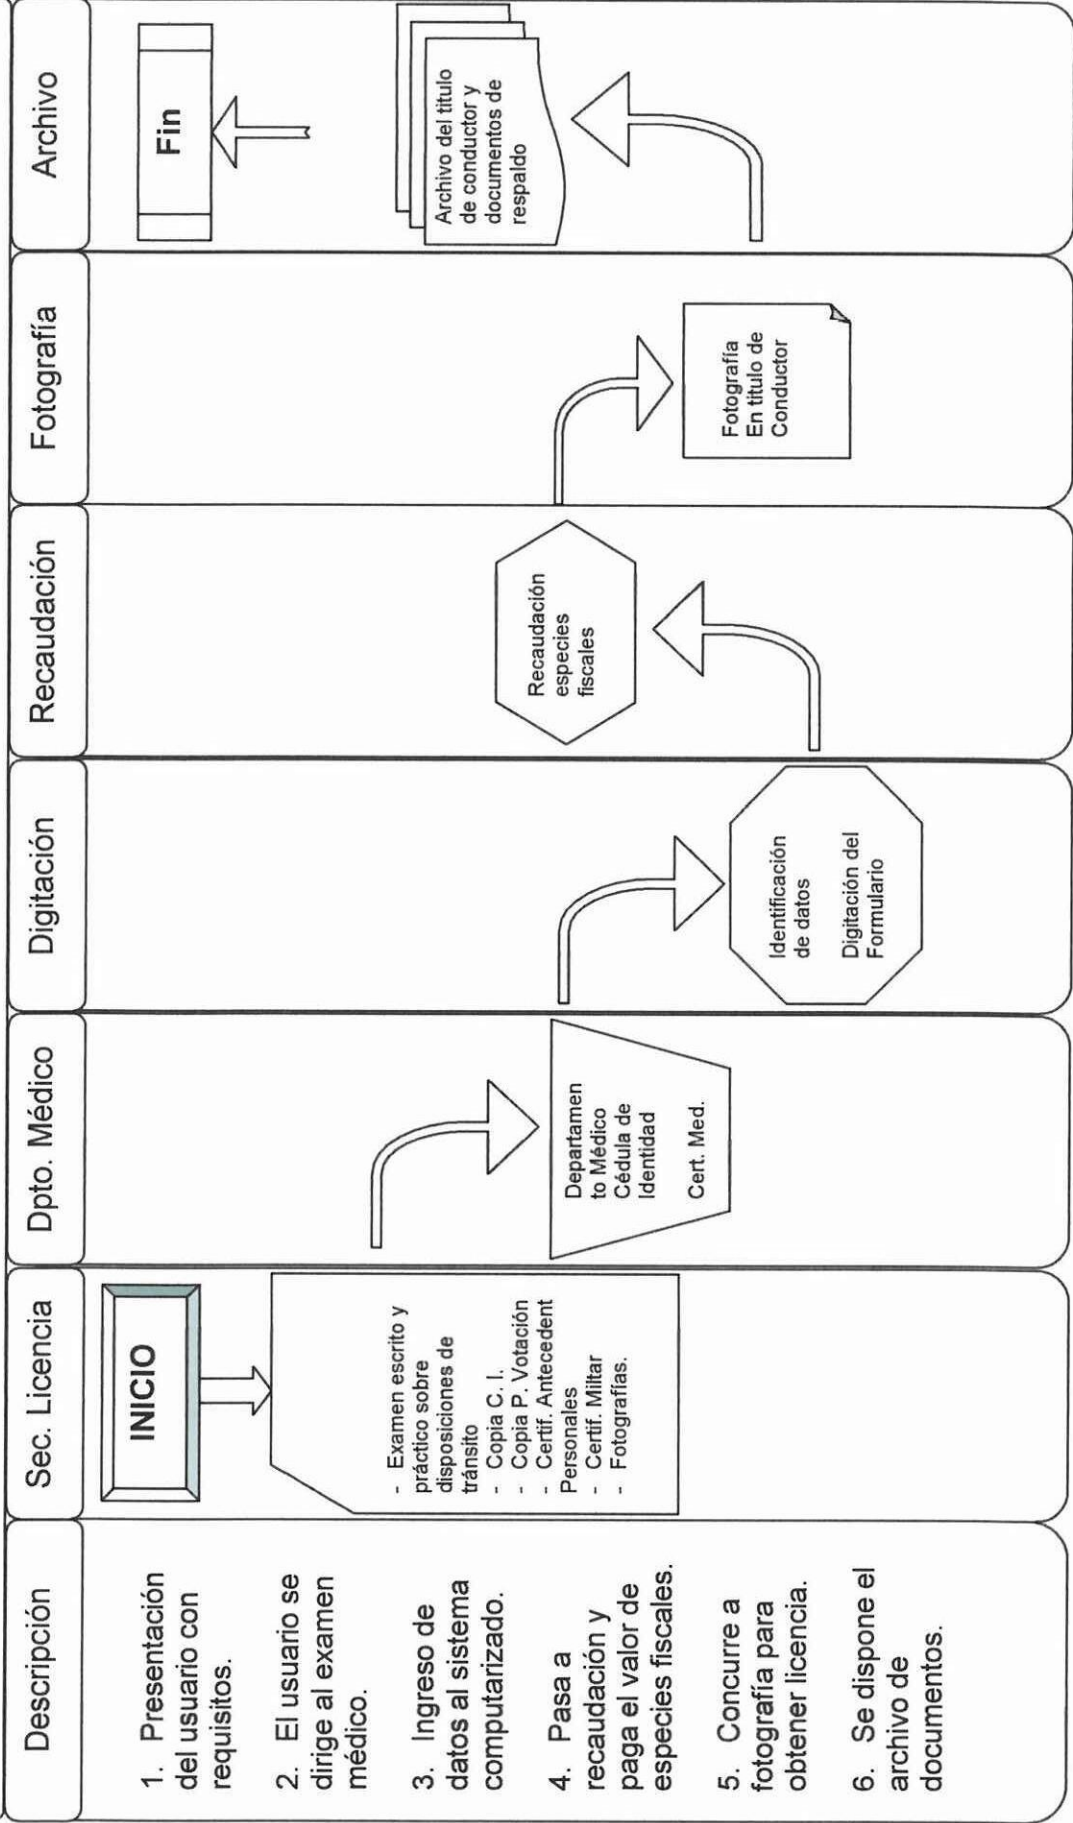 Descripción
1. Presentación
del usuario con
requisitos.
2. El usuario se
dirige al examen
médico.
3. Ingreso de
datos al sistema
computarizado.
4. Pasa a
recaudación y
paga el valor de
especies fiscales.
5. Concurre a
fotografía para
obtener licencia.
6. Se dispone el
archivo de
documentos.
Sec. Licencia
INICIO
- Examen escrito y
práctico sobre
disposiciones de
tránsito
- Copia C. I.
- Copia P. Votación
- Certif. Antecedent
Personales
- Certif. Miltar
- Fotografías.
Dpto. Médico
Departamen
to Médico
Cédula de
Identidad
Cert. Med.
Digitación
Identificación
de datos
Digitación del
Formulario
Recaudación
Recaudación
especies
fiscales
Fotografía
Fotografía
En titulo de
Conductor
Archivo
Fin
Archivo del titulo
de conductor y
documentos de
respaldo